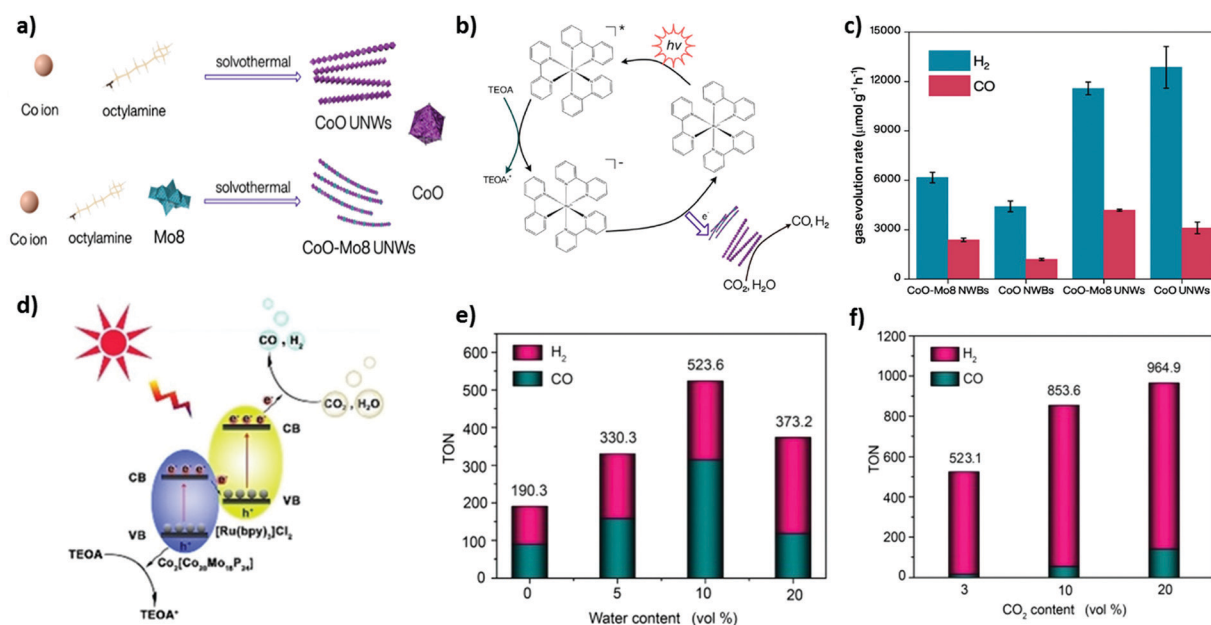 a)
Co ion
octylamine
solvothermal
CoO UNWs
CoO
Co ion
octylamine
Mo8
solvothermal
CoO-Mo8 UNWs
b)
*
hν
TEOA
TEOA⁺
-
e⁻
CO, H₂
CO₂, H₂O
c)
gas evolution rate (μmol g⁻¹ h⁻¹)
15000
12000
9000
6000
3000
0
H₂
CO
CoO-Mo8 NWBs
CoO NWBs
CoO-Mo8 UNWs
CoO UNWs
d)
CO, H₂
CO₂, H₂O
e⁻ e⁻ e⁻
e⁻
CB
CB
e⁻ e⁻ e⁻
e⁻
VB
h⁺
[Ru(bpy)₃]Cl₂
VB
h⁺
TEOA
TEOA⁺
e)
TON
600
500
400
300
200
100
0
H₂
CO
190.3
330.3
523.6
373.2
0
5
10
20
Water content (vol %)
f)
TON
1200
1000
800
600
400
200
0
H₂
CO
523.1
853.6
964.9
3
10
20
CO₂ content (vol %)